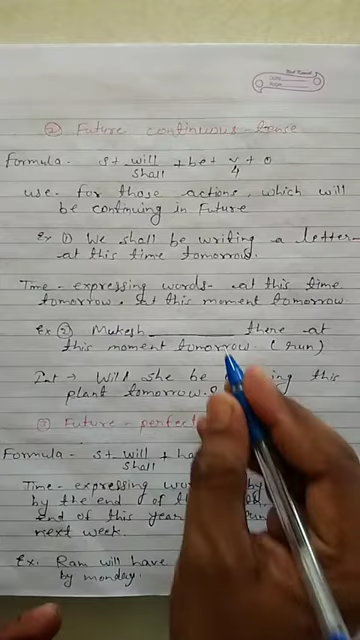 ② Future continuous tense
Formula - s + will/shall + be + v/4 + o
use - For those actions, which will
be continuing in Future
Ex ① We shall be writing a letter
at this time tomorrow.
Time - expressing words - at this time
tomorrow, at this moment tomorrow
Ex ② Mukesh ________ there at
this moment tomorrow (run)
Int → Will she be this
plant tomorrow?
Future - perfect
Formula - s + will/shall +
Time - expressing by
by the end of
end of this year
next week.
Ex. Ram will have
by monday.